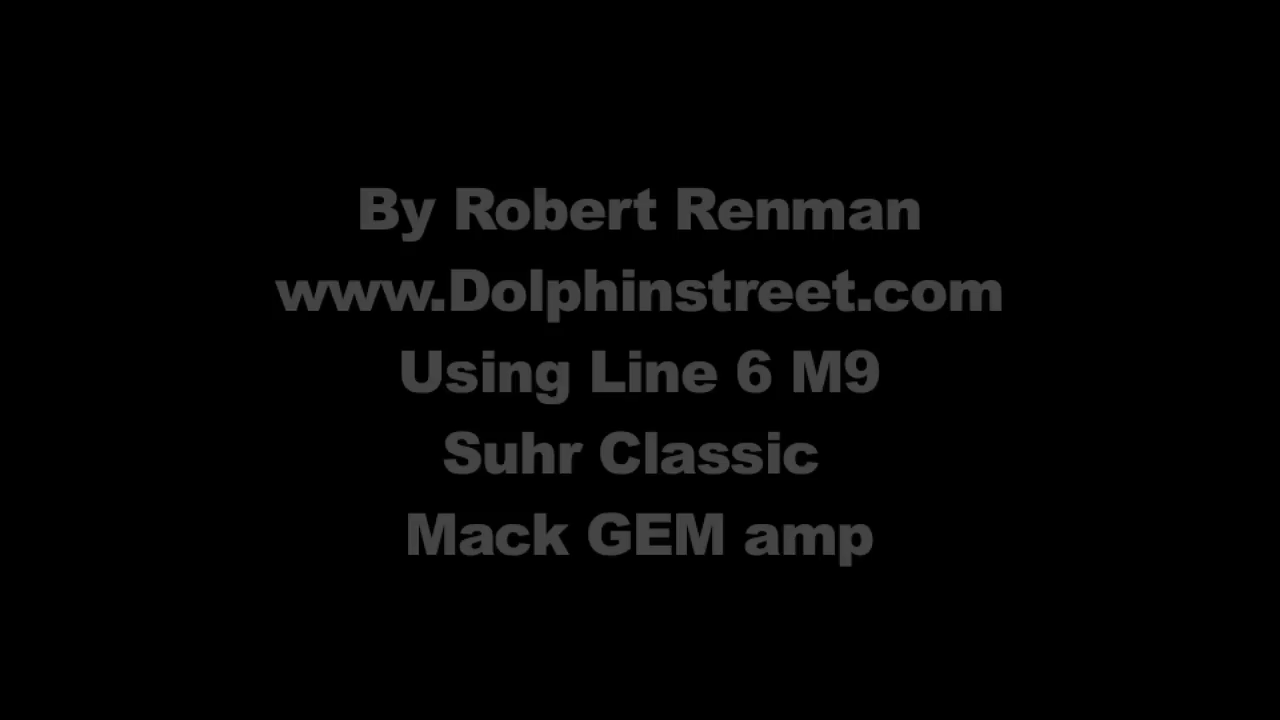 By Robert Renman
www.Dolphinstreet.com
Using Line 6 M9
Suhr Classic
Mack GEM amp